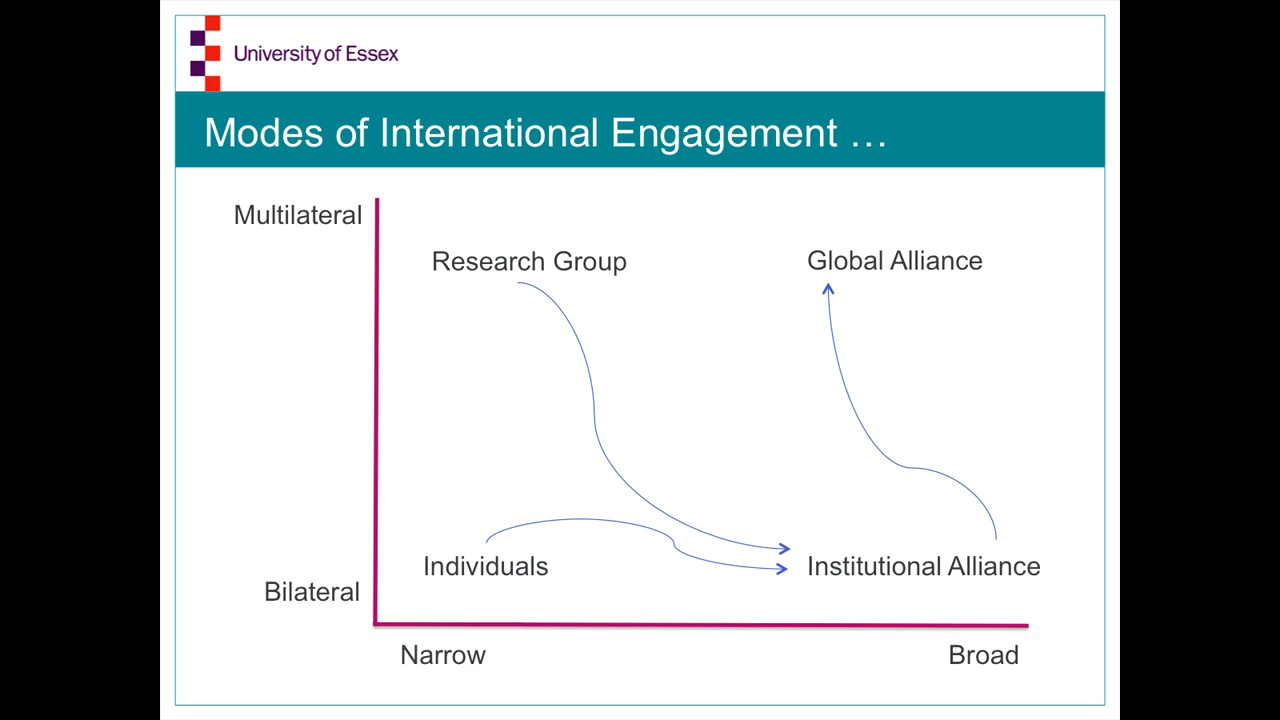 University of Essex
Modes of International Engagement …
Multilateral
Research Group
Global Alliance
Individuals
Institutional Alliance
Bilateral
Narrow
Broad